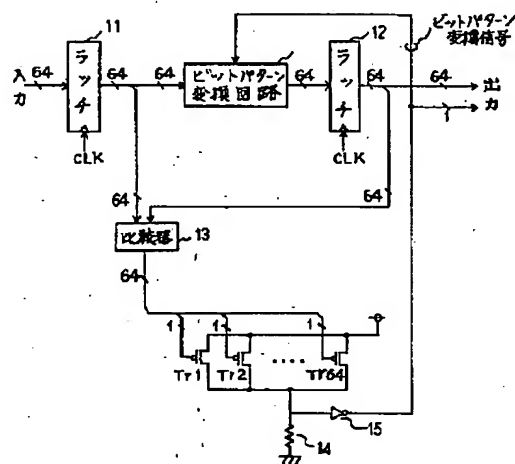 11
12
ビットパターン
変換信号
入
力
64
ラッチ
64
64
ビットパターン
変換回路
64
ラッチ
64
64
出
力
1
CLK
CLK
64
64
比較器
13
64
1
1
1
Tr1
Tr2
....
Tr64
14
15